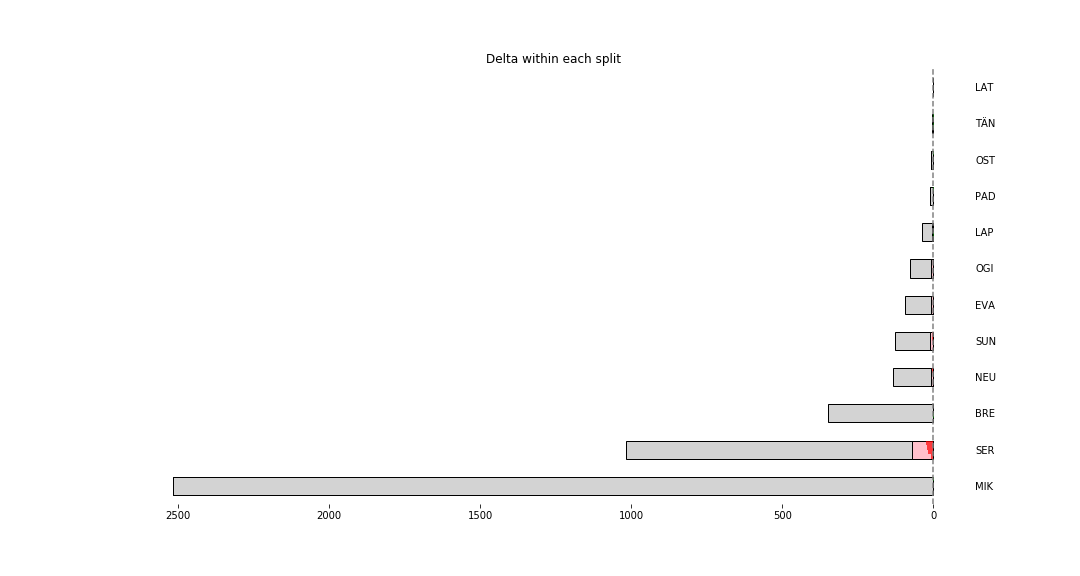 Delta within each split
LAT
TÄN
OST
PAD
LAP
OGI
EVA
SUN
NEU
BRE
SER
MIK
2500 2000 1500 1000 500 0